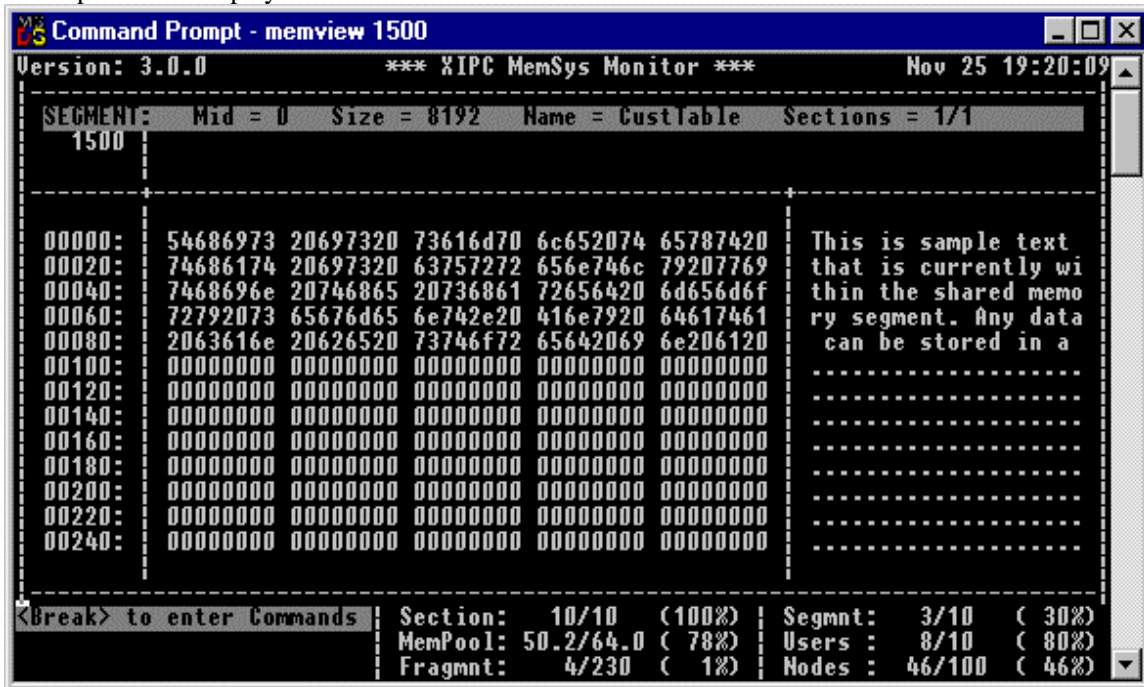 Command Prompt - memview 1500
Version: 3.0.0 *** XIPC MemSys Monitor *** Nov 25 19:20:09
SEGMENT: Mid = 0 Size = 8192 Name = CustTable Sections = 1/1
1500
00000: 54686973 20697320 73616d70 6c652074 65787420 This is sample text
00020: 74686174 20697320 63757272 656e746c 79207769 that is currently wi
00040: 7468696e 20746865 20736861 72656420 6d656d6f thin the shared memo
00060: 72792073 65676d65 6e742e20 416e7920 64617461 ry segment. Any data
00080: 2063616e 20626520 73746f72 65642069 6e206120 can be stored in a
00100: 00000000 00000000 00000000 00000000 00000000 ....................
00120: 00000000 00000000 00000000 00000000 00000000 ....................
00140: 00000000 00000000 00000000 00000000 00000000 ....................
00160: 00000000 00000000 00000000 00000000 00000000 ....................
00180: 00000000 00000000 00000000 00000000 00000000 ....................
00200: 00000000 00000000 00000000 00000000 00000000 ....................
00220: 00000000 00000000 00000000 00000000 00000000 ....................
00240: 00000000 00000000 00000000 00000000 00000000 ....................
<Break> to enter Commands | Section: 10/10 (100%) | Segmnt: 3/10 ( 30%)
MemPool: 50.2/64.0 ( 78%) | Users : 8/10 ( 80%)
Fragmnt: 4/230 ( 1%) | Nodes : 46/100 ( 46%)